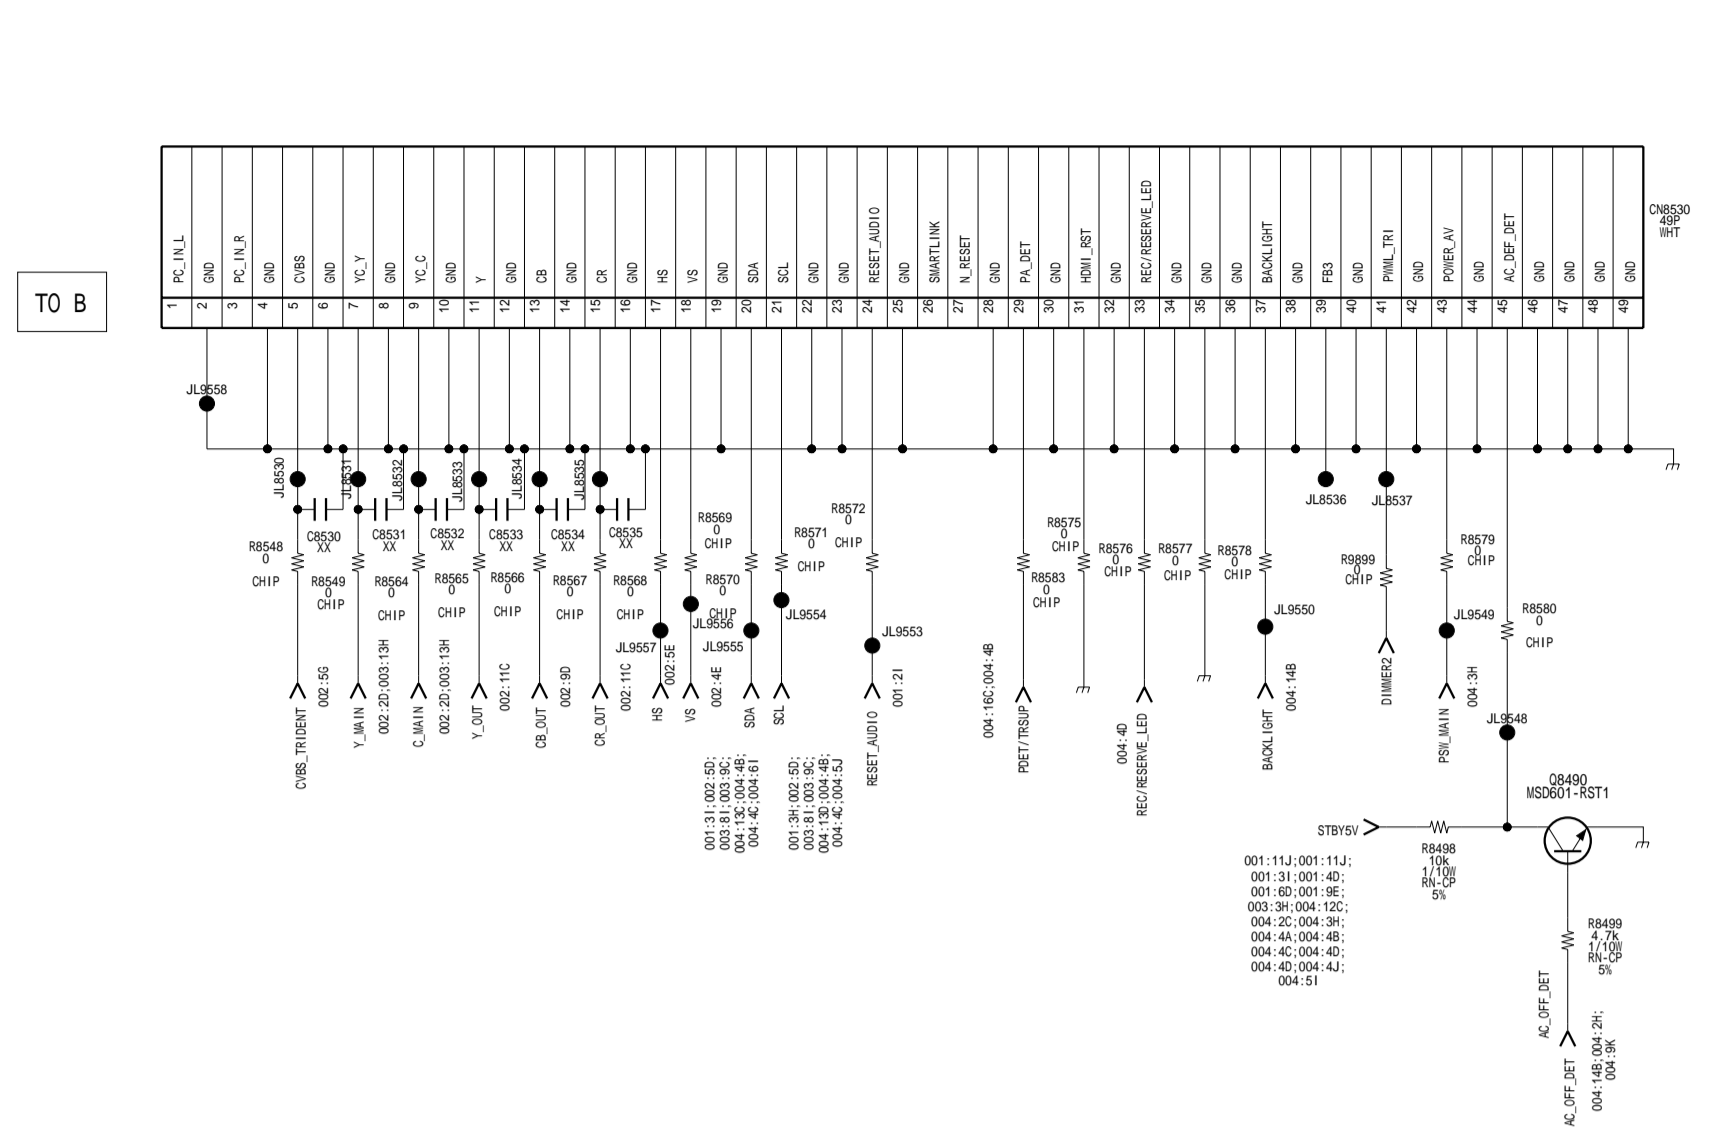 TO B
CN8530
49P
WHT
PC_IN_L
GND
PC_IN_R
GND
CVBS
GND
YC_Y
GND
YC_C
GND
Y
GND
CB
GND
CR
GND
HS
VS
GND
SDA
SCL
GND
GND
RESET_AUDIO
GND
SMARTLINK
N_RESET
GND
PA_DET
GND
HDMI_RST
GND
REC/RESERVE_LED
GND
GND
GND
BACKLIGHT
GND
FB3
GND
PWML_TRI
GND
POWER_AV
GND
AC_DEF_DET
GND
GND
GND
GND
1
2
3
4
5
6
7
8
9
10
11
12
13
14
15
16
17
18
19
20
21
22
23
24
25
26
27
28
29
30
31
32
33
34
35
36
37
38
39
40
41
42
43
44
45
46
47
48
49
JL9558
JL8530
JL8531
JL8532
JL8533
JL8534
JL8535
JL8536
JL8537
C8530
XX
C8531
XX
C8532
XX
C8533
XX
C8534
XX
C8535
XX
R8548
0
CHIP
R8549
0
CHIP
R8564
0
CHIP
R8565
0
CHIP
R8566
0
CHIP
R8567
0
CHIP
R8568
0
CHIP
R8569
0
CHIP
R8570
0
CHIP
R8571
0
CHIP
R8572
0
CHIP
R8575
0
CHIP
R8583
0
CHIP
R8576
0
CHIP
R8577
0
CHIP
R8578
0
CHIP
R9899
0
CHIP
R8579
0
CHIP
R8580
0
CHIP
JL9557
JL9556
JL9555
JL9554
JL9553
JL9550
JL9549
JL9548
CVBS_TRIDENT
002:5G
Y_MAIN
002:2D;003:13H
C_MAIN
002:2D;003:13H
Y_OUT
002:11C
CB_OUT
002:9D
CR_OUT
002:11C
HS
002:5E
VS
002:4E
SDA
001:3I;002:5D;
003:8I;003:9C;
004:13C;004:4B;
004:4C;004:6I
SCL
001:3H;002:5D;
003:8I;003:9C;
004:13D;004:4B;
004:4C;004:5J
RESET_AUDIO
001:2I
004:16C;004:4B
PDET/TRSUP
004:4D
REC/RESERVE_LED
BACKLIGHT
004:14B
DIMMER2
PSW_MAIN
004:3H
Q8490
MSD601-RST1
STBY5V
001:11J;001:11J;
001:3I;001:4D;
001:6D;001:9E;
003:3H;004:12C;
004:2C;004:3H;
004:4A;004:4B;
004:4C;004:4D;
004:4D;004:4J;
004:5I
R8498
10k
1/10W
RN-CP
5%
R8499
4.7k
1/10W
RN-CP
5%
AC_OFF_DET
AC_OFF_DET
004:14B;004:2H;
004:9K